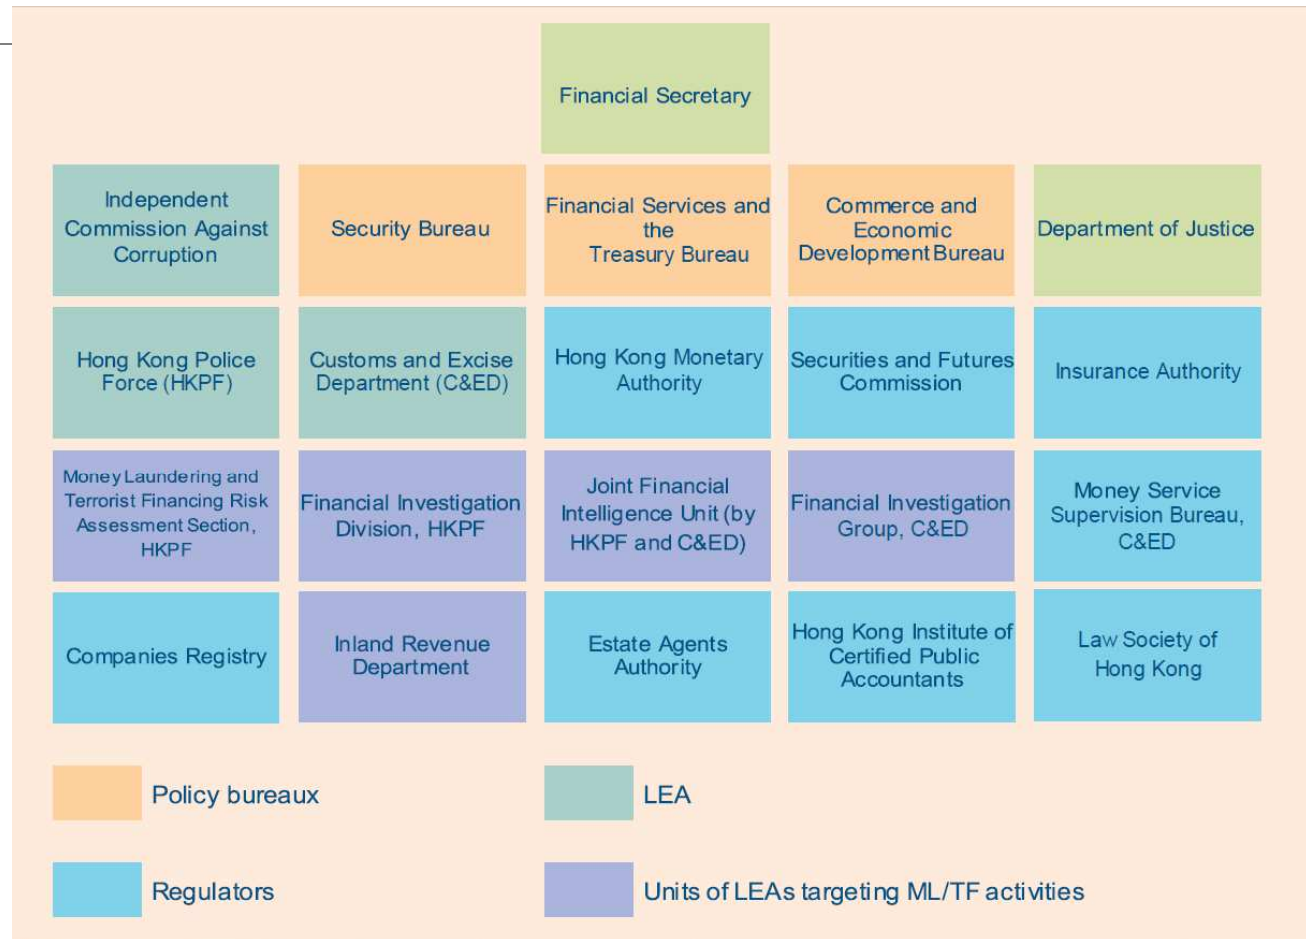 Financial Secretary
Independent
Commission Against
Corruption
Security Bureau
Financial Services and
the
Treasury Bureau
Commerce and
Economic
Development Bureau
Department of Justice
Hong Kong Police
Force (HKPF)
Customs and Excise
Department (C&ED)
Hong Kong Monetary
Authority
Securities and Futures
Commission
Insurance Authority
Money Laundering and
Terrorist Financing Risk
Assessment Section,
HKPF
Financial Investigation
Division, HKPF
Joint Financial
Intelligence Unit (by
HKPF and C&ED)
Financial Investigation
Group, C&ED
Money Service
Supervision Bureau,
C&ED
Companies Registry
Inland Revenue
Department
Estate Agents
Authority
Hong Kong Institute of
Certified Public
Accountants
Law Society of
Hong Kong
Policy bureaux
LEA
Regulators
Units of LEAs targeting ML/TF activities